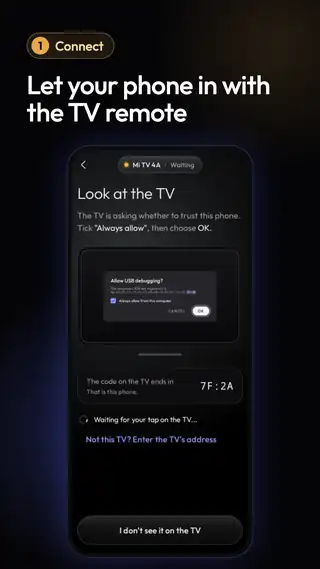 1 Connect
Let your phone in with
the TV remote
Mi TV 4A · Waiting
Look at the TV
The TV is asking whether to trust this phone.
Tick "Always allow", then choose OK.
Allow USB debugging?
Always allow from this computer
CANCEL OK
The code on the TV ends in
That is this phone.
7F:2A
Waiting for your tap on the TV...
Not this TV? Enter the TV's address
I don't see it on the TV